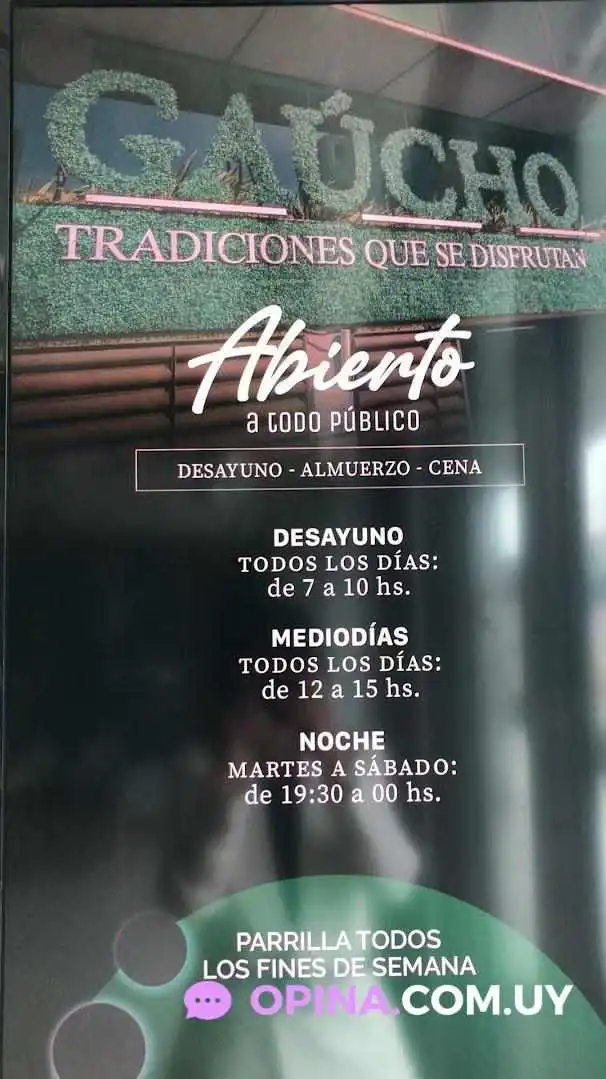 GAÚCHO
TRADICIONES QUE SE DISFRUTAN
Abierto
a todo PÚBLICO
DESAYUNO - ALMUERZO - CENA
DESAYUNO
TODOS LOS DÍAS:
de 7 a 10 hs.
MEDIODÍAS
TODOS LOS DÍAS:
de 12 a 15 hs.
NOCHE
MARTES A SÁBADO:
de 19:30 a 00 hs.
PARRILLA TODOS
LOS FINES DE SEMANA
OPINA.COM.UY